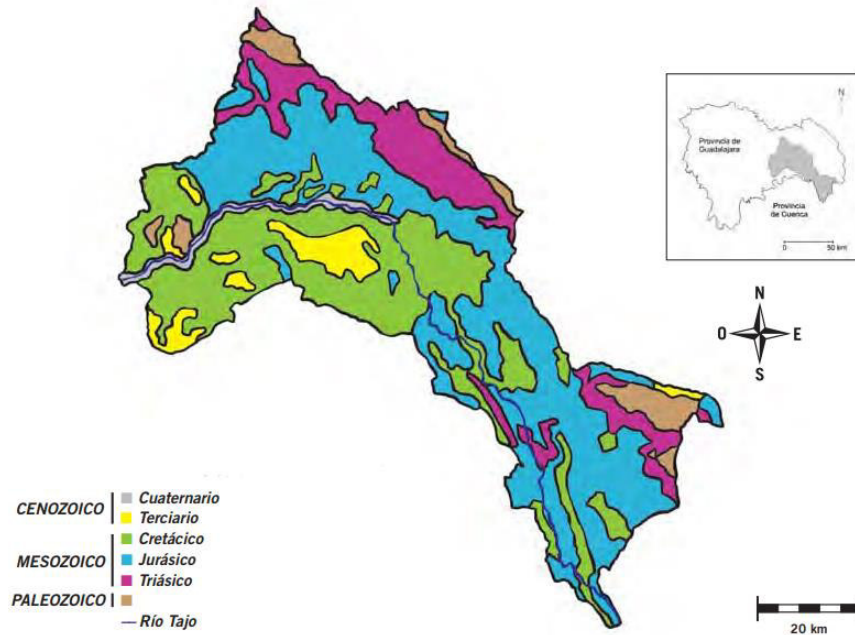 N
Provincia de
Guadalajara
Provincia
de Cuenca
0 50 km
N
O E
S
CENOZOICO
Cuaternario
Terciario
MESOZOICO
Cretácico
Jurásico
Triásico
PALEOZOICO
Río Tajo
20 km